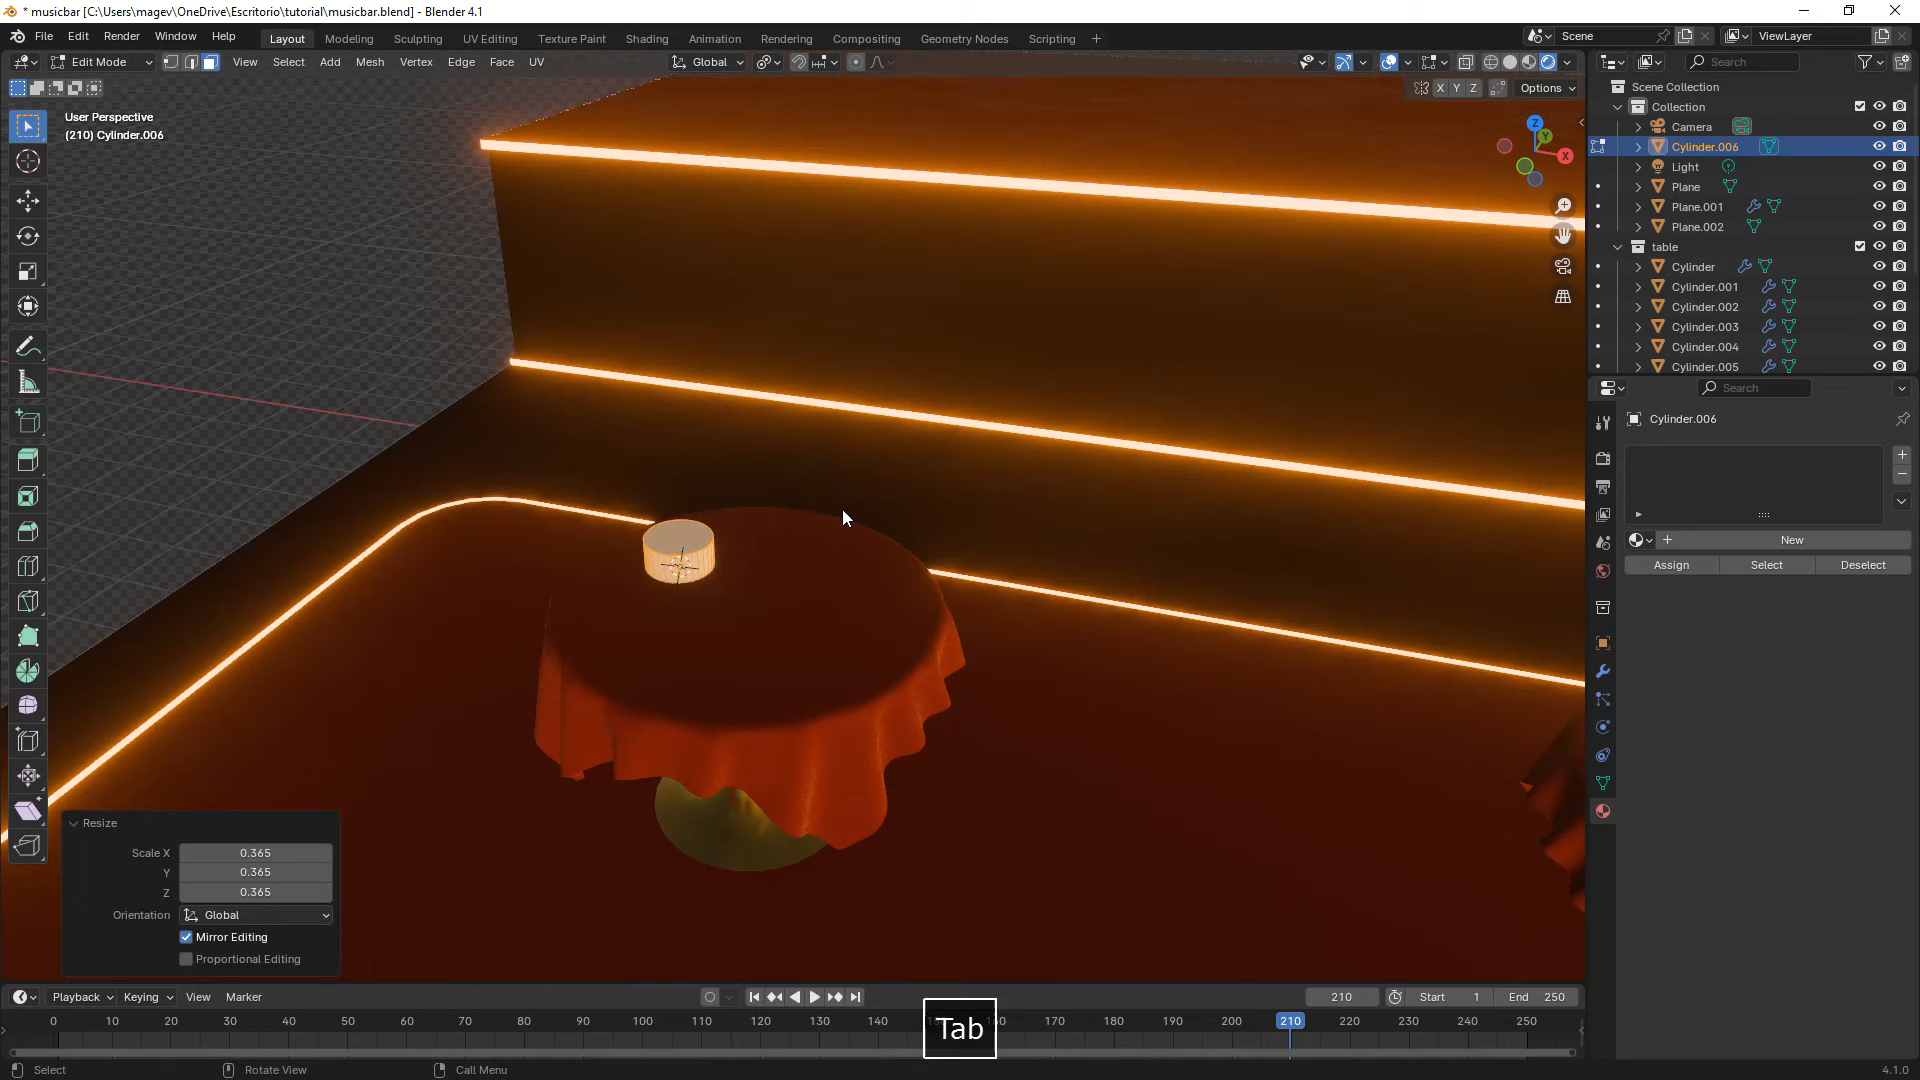 * musicbar [C:\Users\magev\OneDrive\Escritorio\tutorial\musicbar.blend] - Blender 4.1
File Edit Render Window Help Layout Modeling Sculpting UV Editing Texture Paint Shading Animation Rendering Compositing Geometry Nodes Scripting + Scene ViewLayer
Edit Mode View Select Add Mesh Vertex Edge Face UV Global Search
X Y Z Options
User Perspective
(210) Cylinder.006
Z
Y
X
Scene Collection
Collection
Camera
Cylinder.006
Light
Plane
Plane.001
Plane.002
table
Cylinder
Cylinder.001
Cylinder.002
Cylinder.003
Cylinder.004
Cylinder.005
Search
Cylinder.006
New
Assign Select Deselect
Resize
Scale X 0.365
Y 0.365
Z 0.365
Orientation Global
Mirror Editing
Proportional Editing
Playback Keying View Marker 210 Start 1 End 250
0 10 20 30 40 50 60 70 80 90 100 110 120 130 140 160 170 180 190 200 210 220 230 240 250
Tab
Select Rotate View Call Menu 4.1.0